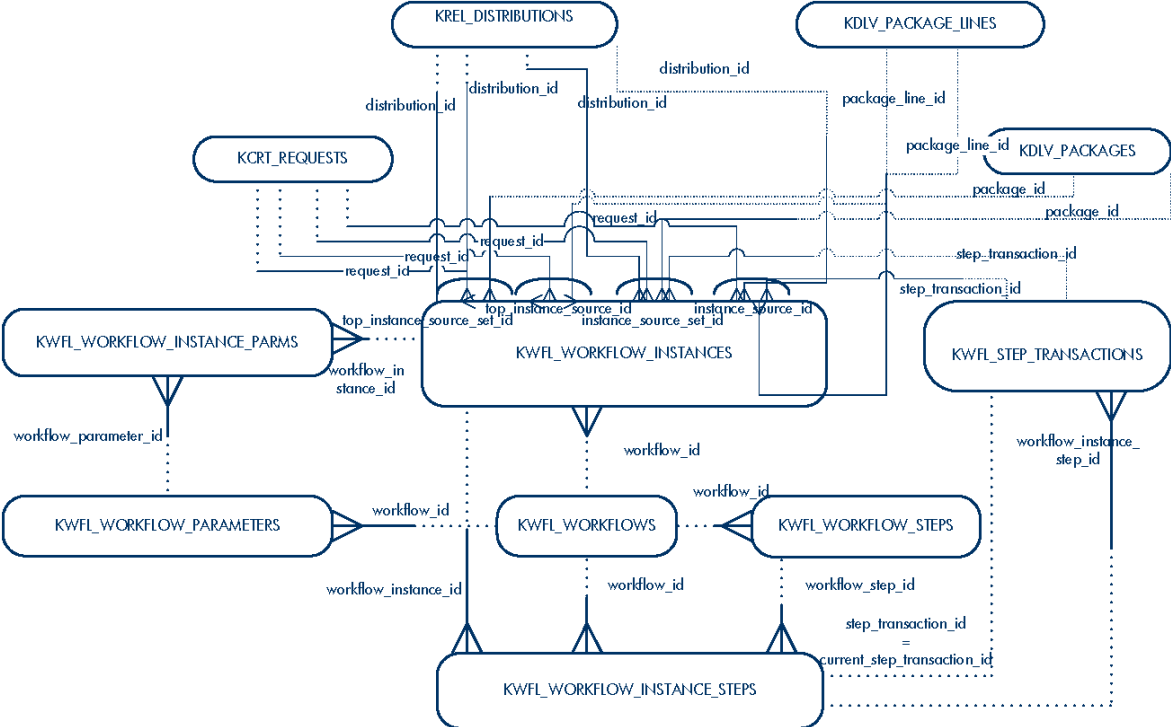 KREL_DISTRIBUTIONS
KDLV_PACKAGE_LINES
distribution_id
distribution_id
distribution_id
distribution_id
package_line_id
package_line_id
KCRT_REQUESTS
KDLV_PACKAGES
package_id
package_id
request_id
request_id
request_id
request_id
step_transaction_id
step_transaction_id
top_instance_source_set_id
top_instance_source_id
instance_source_set_id
instance_source_id
KWFL_WORKFLOW_INSTANCE_PARMS
KWFL_WORKFLOW_INSTANCES
KWFL_STEP_TRANSACTIONS
workflow_in
stance_id
workflow_parameter_id
workflow_id
workflow_instance_
step_id
KWFL_WORKFLOW_PARAMETERS
workflow_id
KWFL_WORKFLOWS
workflow_id
KWFL_WORKFLOW_STEPS
workflow_instance_id
workflow_id
workflow_step_id
step_transaction_id
=
current_step_transaction_id
KWFL_WORKFLOW_INSTANCE_STEPS